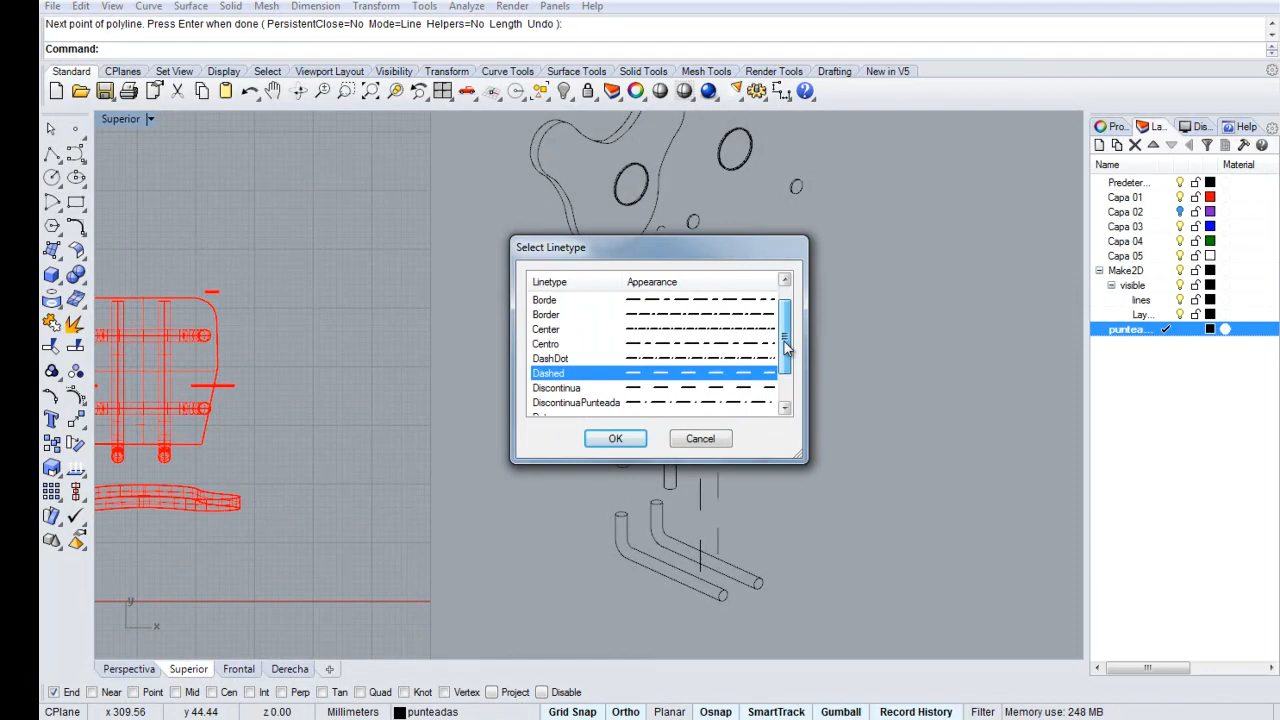 File Edit View Curve Surface Solid Mesh Dimension Transform Tools Analyze Render Panels Help
Next point of polyline. Press Enter when done ( PersistentClose=No Mode=Line Helpers=No Length Undo ):
Command:
Standard CPlanes Set View Display Select Viewport Layout Visibility Transform Curve Tools Surface Tools Solid Tools Mesh Tools Render Tools Drafting New in V5
Superior
Pro... La... Dis... Help
Name Material
Predeter...
Capa 01
Capa 02
Capa 03
Capa 04
Capa 05
Make2D
visible
lines
Lay...
puntea...
Select Linetype
Linetype Appearance
Borde
Border
Center
Centro
DashDot
Dashed
Discontinua
DiscontinuaPunteada
OK Cancel
y
x
Perspectiva Superior Frontal Derecha
End Near Point Mid Cen Int Perp Tan Quad Knot Vertex Project Disable
CPlane x 309.56 y 44.44 z 0.00 Millimeters punteadas Grid Snap Ortho Planar Osnap SmartTrack Gumball Record History Filter Memory use: 248 MB